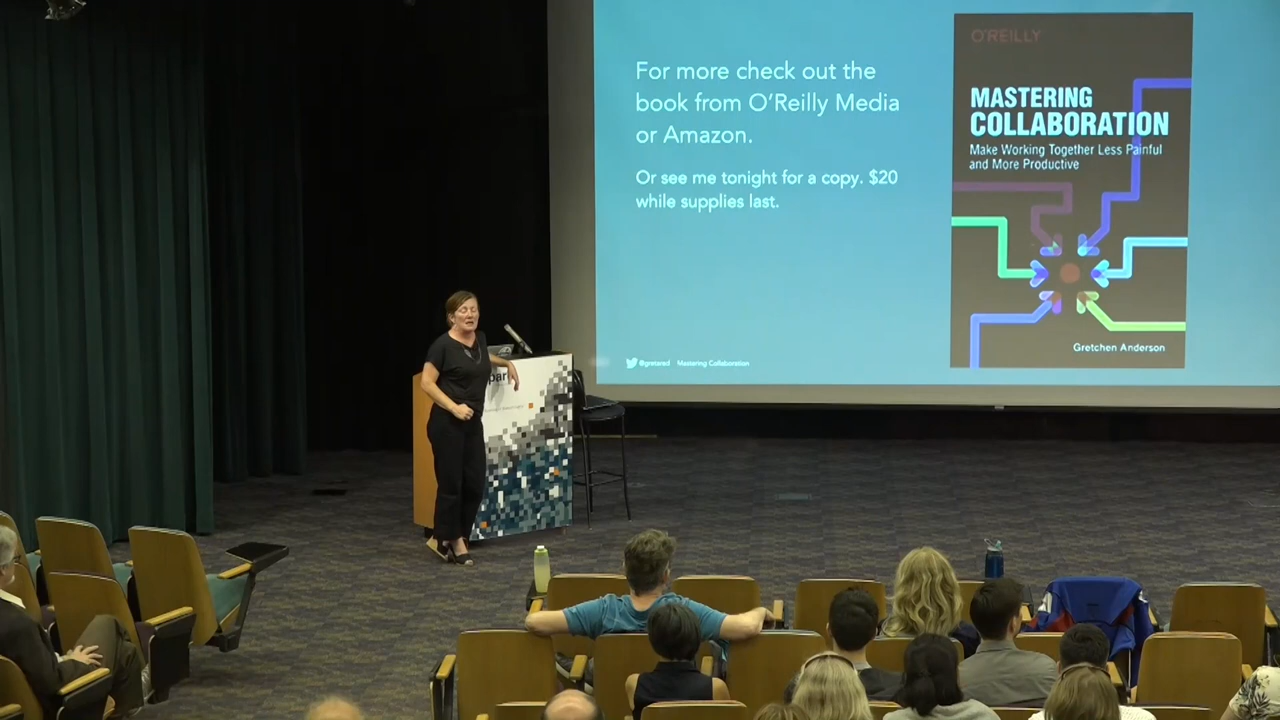 For more check out the
book from O'Reilly Media
or Amazon.
Or see me tonight for a copy. $20
while supplies last.
@gretared Mastering Collaboration
O'REILLY
MASTERING
COLLABORATION
Make Working Together Less Painful
and More Productive
Gretchen Anderson